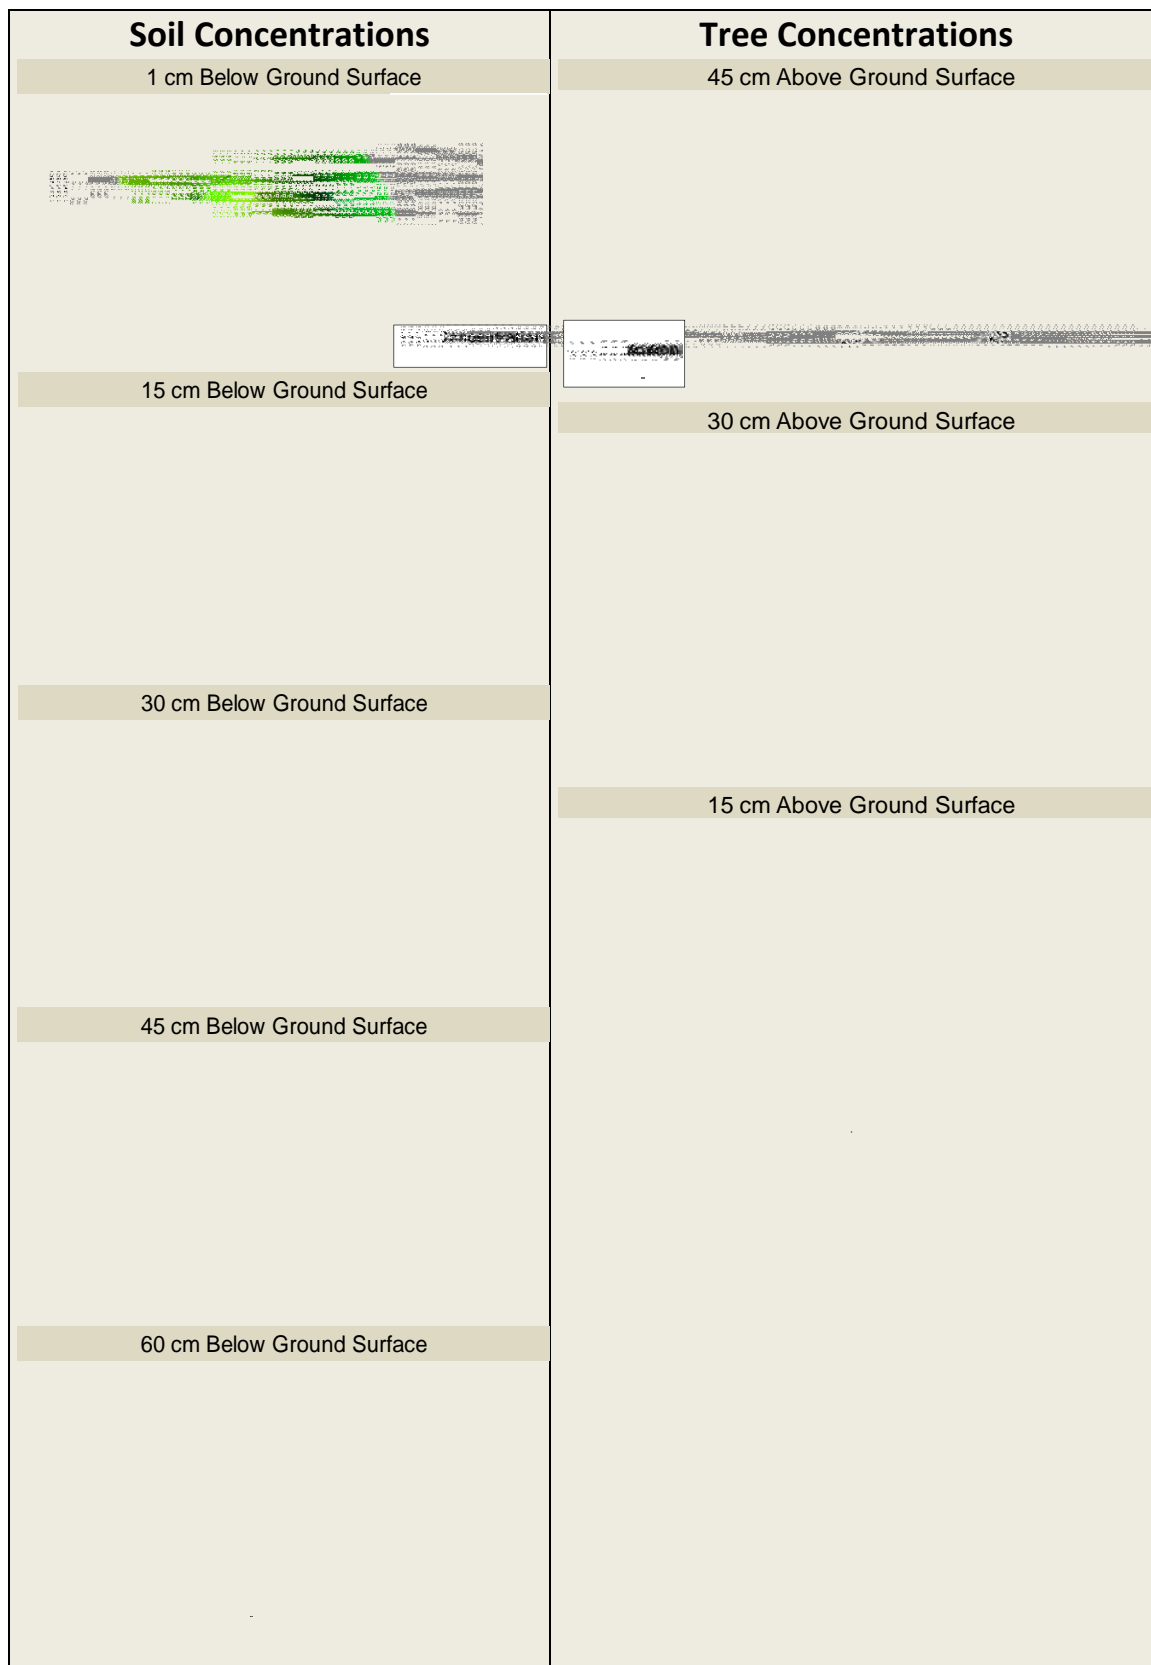 Soil Concentrations
1 cm Below Ground Surface
15 cm Below Ground Surface
30 cm Below Ground Surface
45 cm Below Ground Surface
60 cm Below Ground Surface
Tree Concentrations
45 cm Above Ground Surface
30 cm Above Ground Surface
15 cm Above Ground Surface